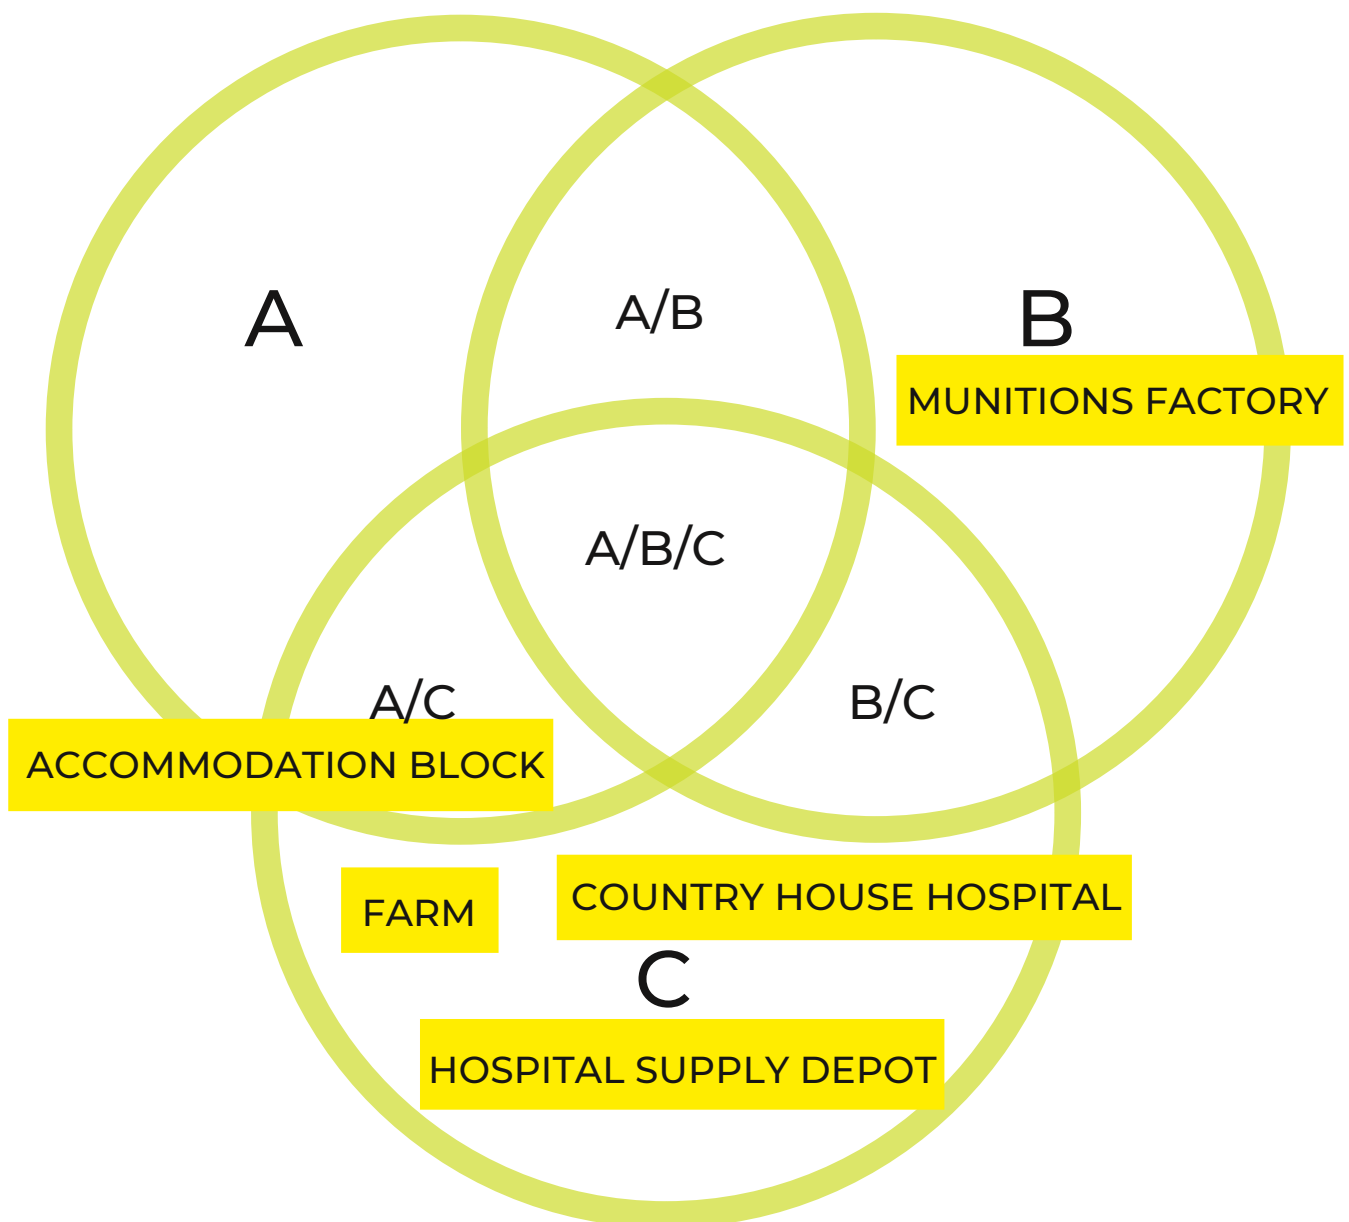 A
A/B
B
MUNITIONS FACTORY
A/B/C
A/C
B/C
ACCOMMODATION BLOCK
FARM
COUNTRY HOUSE HOSPITAL
C
HOSPITAL SUPPLY DEPOT